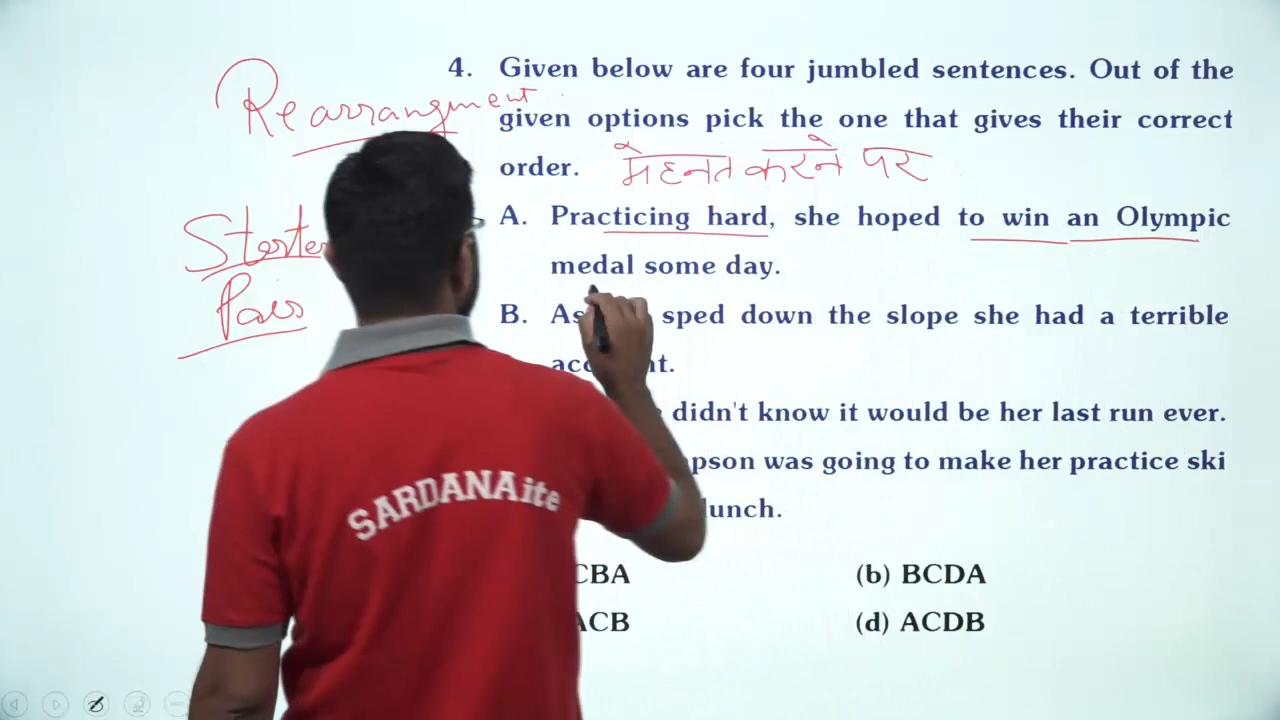 Rearrangment
4. Given below are four jumbled sentences. Out of the
given options pick the one that gives their correct
order. मेहनत करने पर
A. Practicing hard, she hoped to win an Olympic
medal some day.
Starter
Pair
B. As sped down the slope she had a terrible
didn't know it would be her last run ever.
was going to make her practice ski
lunch.
CBA (b) BCDA
ACB (d) ACDB
SARDANAite